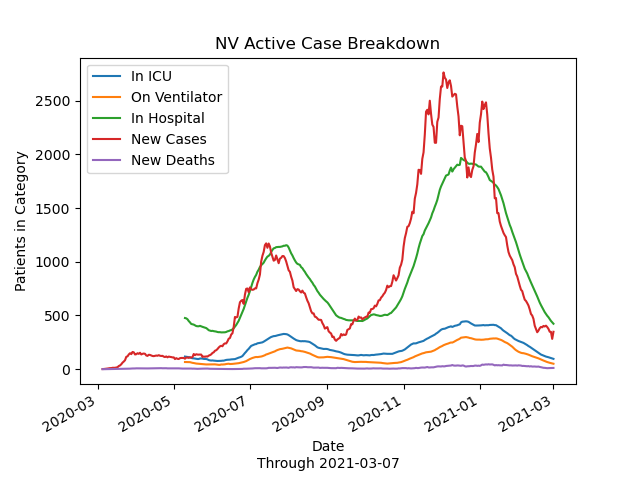 NV Active Case Breakdown
In ICU
On Ventilator
In Hospital
New Cases
New Deaths
Patients in Category
2500
2000
1500
1000
500
0
2020-03
2020-05
2020-07
2020-09
2020-11
2021-01
2021-03
Date
Through 2021-03-07